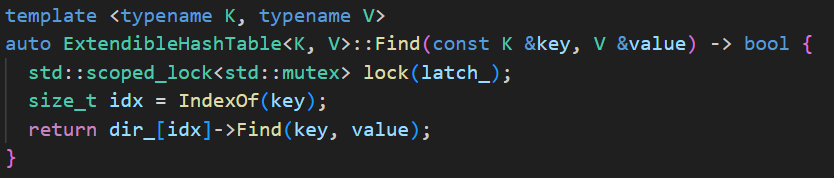 template <typename K, typename V>
auto ExtendibleHashTable<K, V>::Find(const K &key, V &value) -> bool {
  std::scoped_lock<std::mutex> lock(latch_);
  size_t idx = IndexOf(key);
  return dir_[idx]->Find(key, value);
}